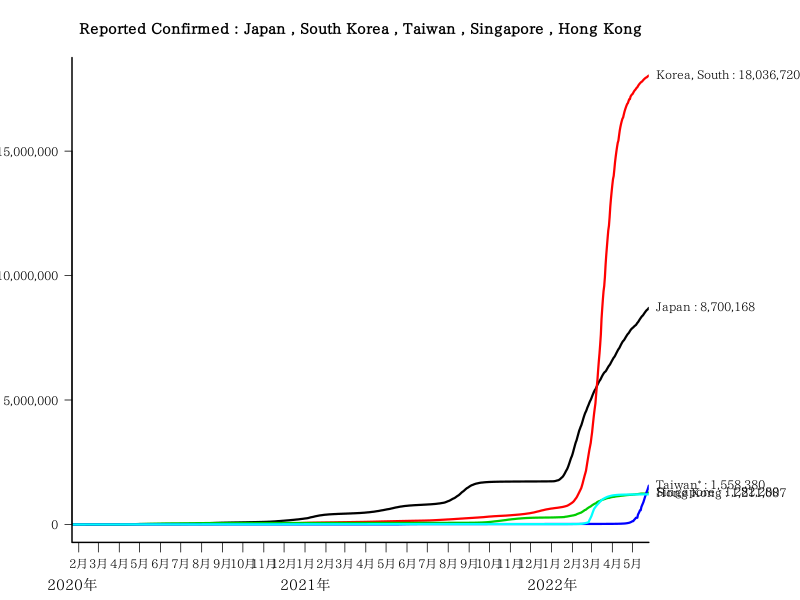 Reported Confirmed : Japan , South Korea , Taiwan , Singapore , Hong Kong
Korea, South : 18,036,720
15,000,000
10,000,000
Japan : 8,700,168
5,000,000
Taiwan* : 1,558,380
0
2月 3月 4月 5月 6月 7月 8月 9月 10月 11月 12月 1月 2月 3月 4月 5月 6月 7月 8月 9月 10月 11月 12月 1月 2月 3月 4月 5月
2020年 2021年 2022年